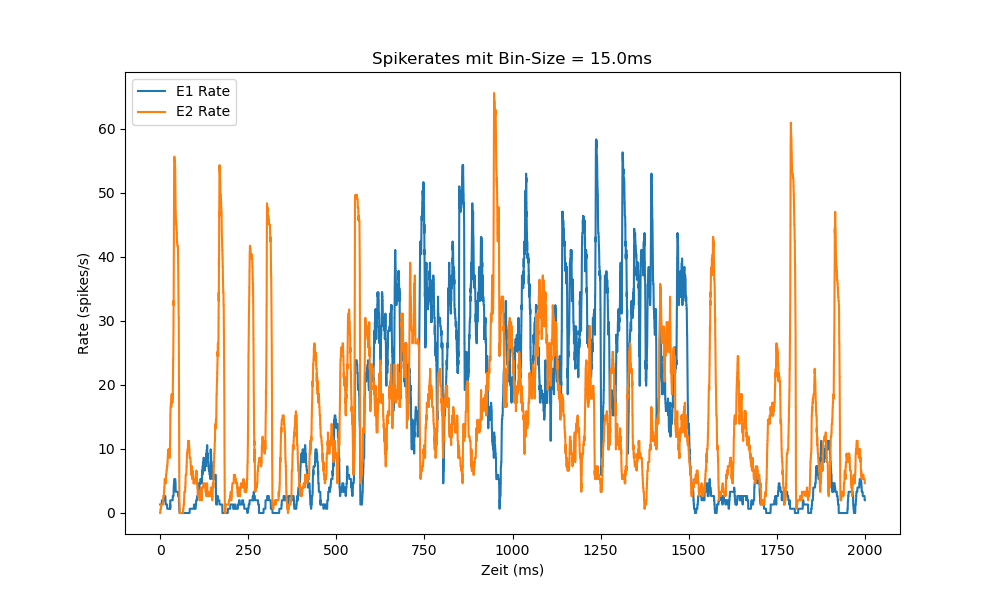 Spikerates mit Bin-Size = 15.0ms
E1 Rate
E2 Rate
60
50
40
30
20
10
0
Rate (spikes/s)
0 250 500 750 1000 1250 1500 1750 2000
Zeit (ms)